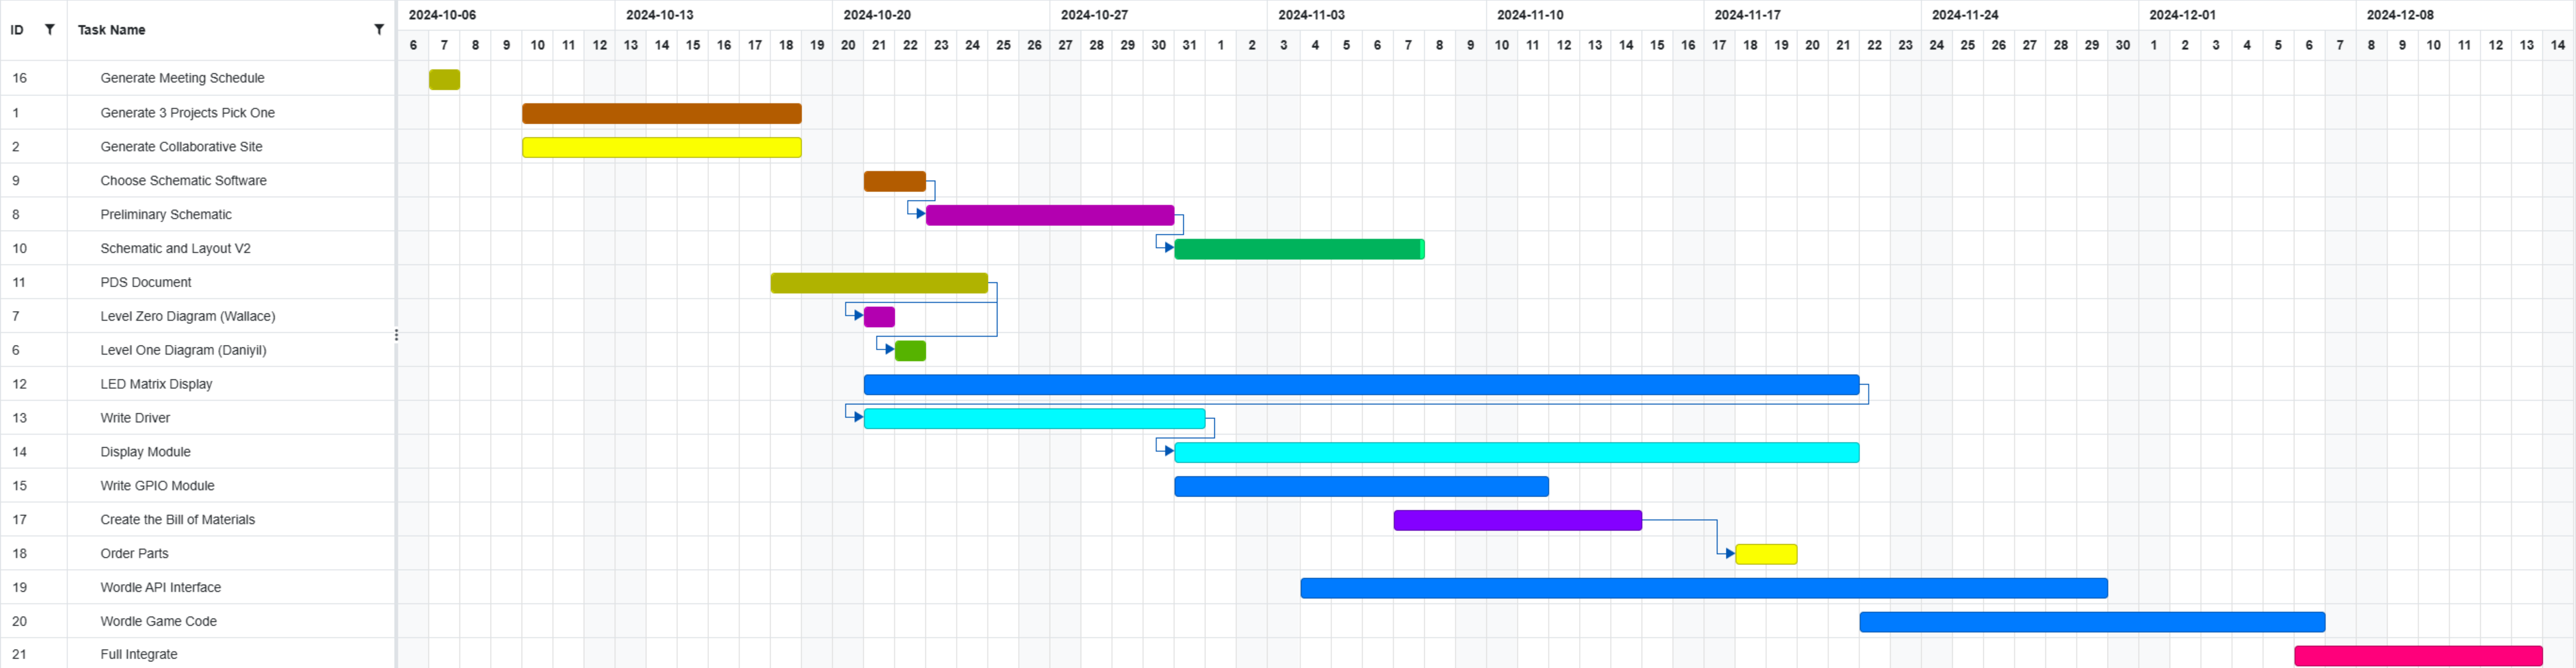 ID Task Name 2024-10-06 2024-10-13 2024-10-20 2024-10-27 2024-11-03 2024-11-10 2024-11-17 2024-11-24 2024-12-01 2024-12-08
6 7 8 9 10 11 12 13 14 15 16 17 18 19 20 21 22 23 24 25 26 27 28 29 30 31 1 2 3 4 5 6 7 8 9 10 11 12 13 14 15 16 17 18 19 20 21 22 23 24 25 26 27 28 29 30 1 2 3 4 5 6 7 8 9 10 11 12 13 14
16 Generate Meeting Schedule
1 Generate 3 Projects Pick One
2 Generate Collaborative Site
9 Choose Schematic Software
8 Preliminary Schematic
10 Schematic and Layout V2
11 PDS Document
7 Level Zero Diagram (Wallace)
6 Level One Diagram (Daniyil)
12 LED Matrix Display
13 Write Driver
14 Display Module
15 Write GPIO Module
17 Create the Bill of Materials
18 Order Parts
19 Wordle API Interface
20 Wordle Game Code
21 Full Integrate